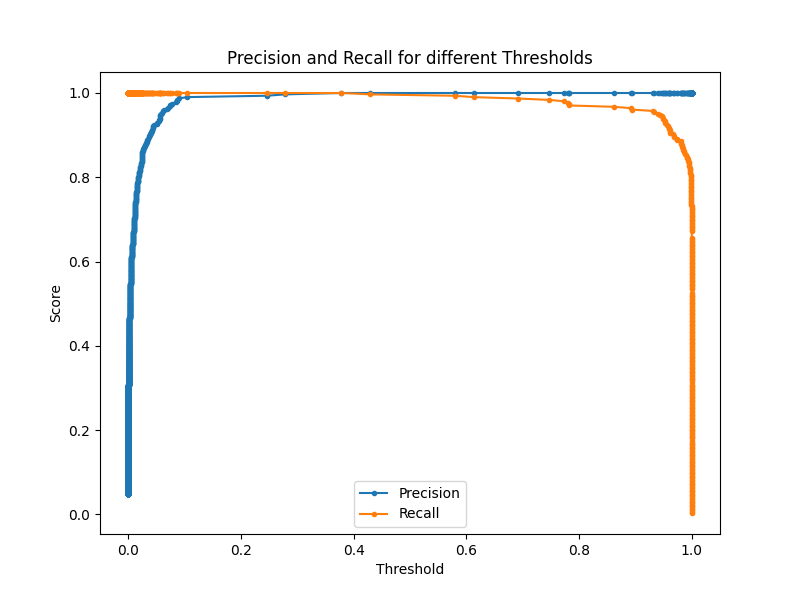 Precision and Recall for different Thresholds
Score
1.0
0.8
0.6
0.4
0.2
0.0
Precision
Recall
0.0 0.2 0.4 0.6 0.8 1.0
Threshold